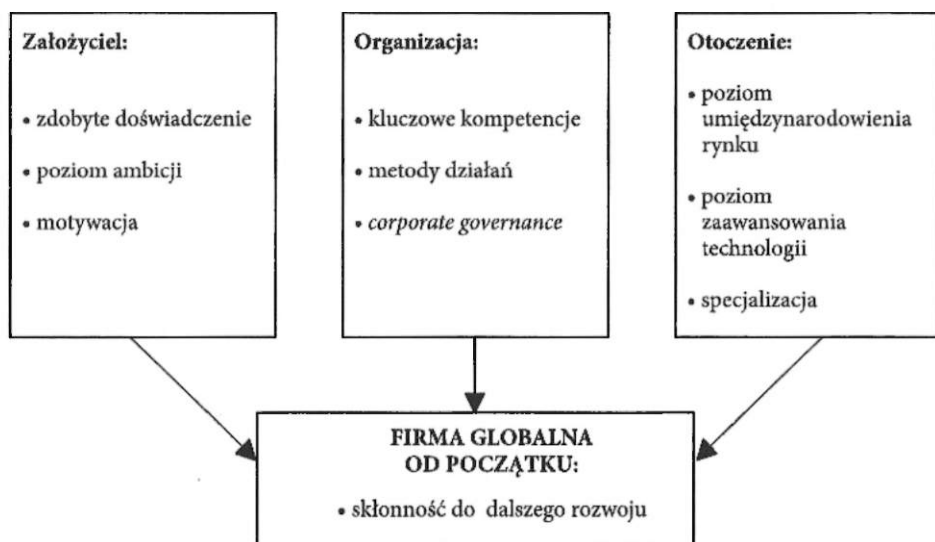 Założyciel:
• zdobyte doświadczenie
• poziom ambicji
• motywacja
Organizacja:
• kluczowe kompetencje
• metody działań
• corporate governance
Otoczenie:
• poziom
umiędzynarodowienia
rynku
• poziom
zaawansowania
technologii
• specjalizacja
FIRMA GLOBALNA
OD POCZĄTKU:
• skłonność do dalszego rozwoju